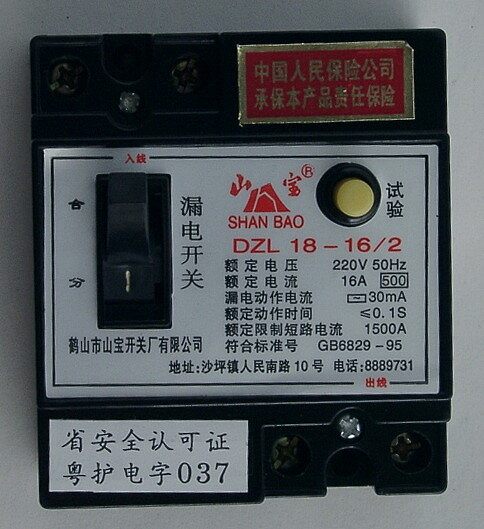 中国人民保险公司
承保本产品责任保险
入线
山宝®
SHAN BAO
试验
合
分
漏电开关
DZL 18-16/2
额定电压 220V 50Hz
额定电流 16A 500
漏电动作电流 30mA
额定动作时间 ≤0.1S
额定限制短路电流 1500A
符合标准号 GB6829-95
鹤山市山宝开关厂有限公司
地址:沙坪镇人民南路10号 电话:8889731
出线
省安全认可证
粤护电字037